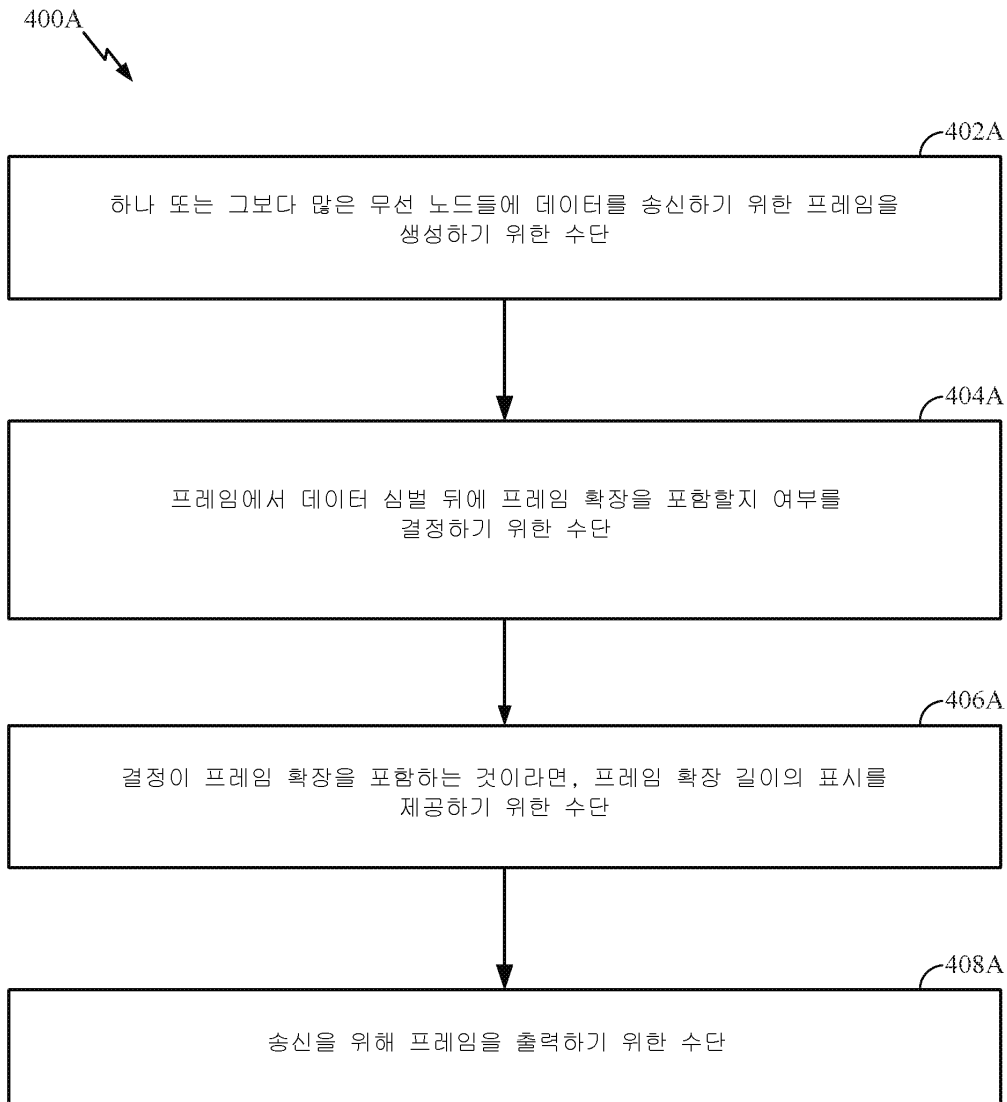 400A
402A
하나 또는 그보다 많은 무선 노드들에 데이터를 송신하기 위한 프레임을
생성하기 위한 수단
404A
프레임에서 데이터 심벌 뒤에 프레임 확장을 포함할지 여부를
결정하기 위한 수단
406A
결정이 프레임 확장을 포함하는 것이라면, 프레임 확장 길이의 표시를
제공하기 위한 수단
408A
송신을 위해 프레임을 출력하기 위한 수단